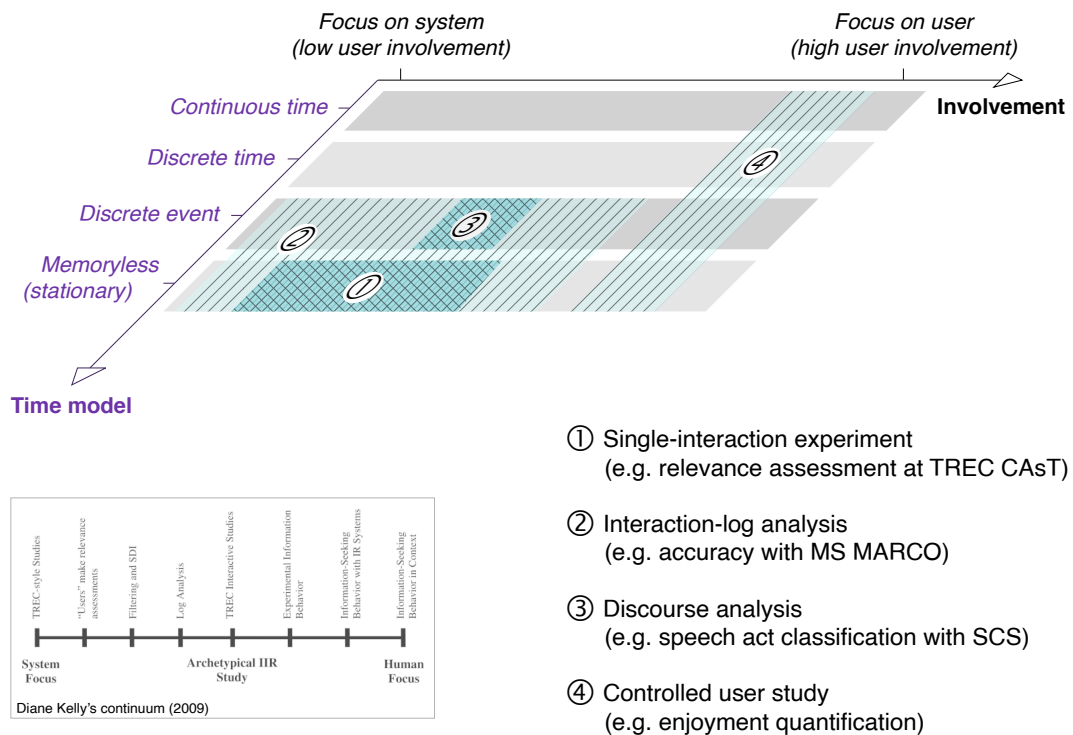 Focus on system
(low user involvement)
Focus on user
(high user involvement)
Involvement
Continuous time
Discrete time
Discrete event
Memoryless
(stationary)
Time model
①
②
③
④
① Single-interaction experiment
(e.g. relevance assessment at TREC CAsT)
② Interaction-log analysis
(e.g. accuracy with MS MARCO)
③ Discourse analysis
(e.g. speech act classification with SCS)
④ Controlled user study
(e.g. enjoyment quantification)
TREC-style Studies
"Users" make relevance
assessments
Filtering and SDI
Log Analysis
TREC Interactive Studies
Experimental Information
Behavior
Information-Seeking
Behavior with IR Systems
Information-Seeking
Behavior in Context
System
Focus
Archetypical IIR
Study
Human
Focus
Diane Kelly's continuum (2009)